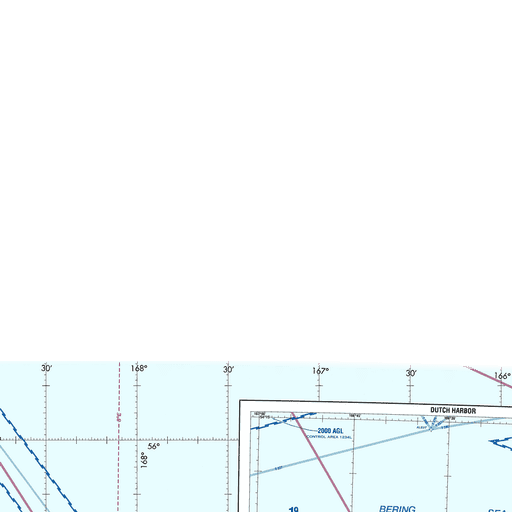 30' 168° 30' 167° 30' 166°
DUTCH HARBOR
2000 AGL
CONTROL AREA 1234L
56°
168°
19
BERING
SEA